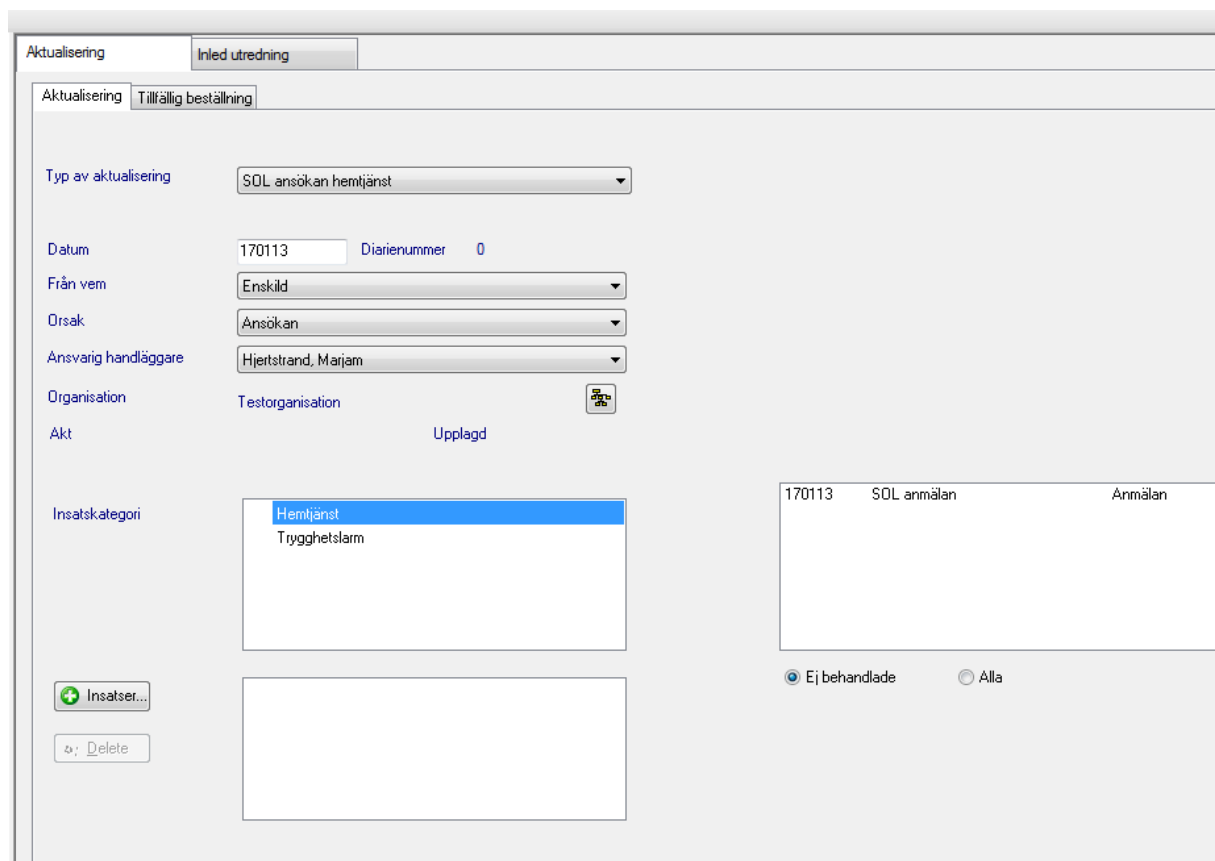 Aktualisering Inled utredning
Aktualisering Tillfällig beställning
Typ av aktualisering SOL ansökan hemtjänst
Datum 170113 Diarienummer 0
Från vem Enskild
Orsak Ansökan
Ansvarig handläggare Hjertstrand, Marjam
Organisation Testorganisation
Akt Upplagd
Insatskategori Hemtjänst
Trygghetslarm
170113 SOL anmälan Anmälan
Ej behandlade Alla
Insatser...
Delete